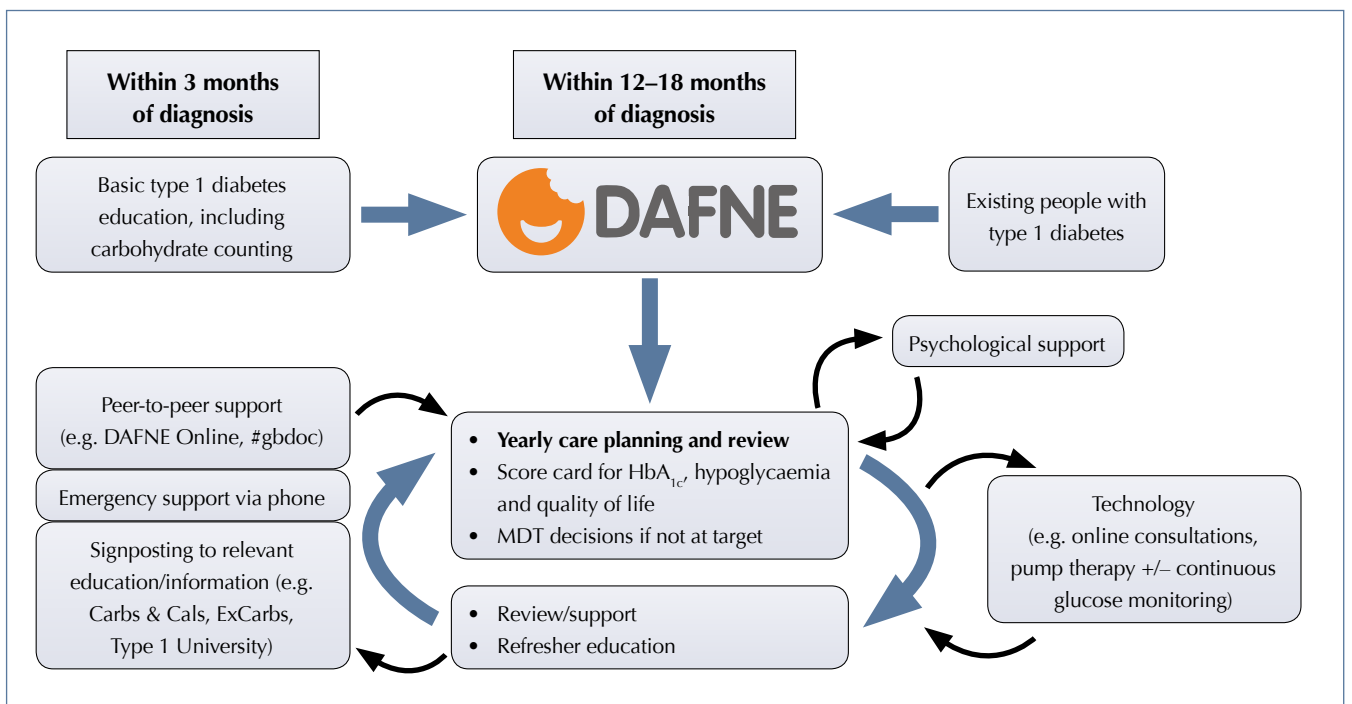 Within 3 months
of diagnosis
Within 12–18 months
of diagnosis
Basic type 1 diabetes
education, including
carbohydrate counting
DAFNE
Existing people with
type 1 diabetes
Psychological support
Peer-to-peer support
(e.g. DAFNE Online, #gbdoc)
Emergency support via phone
Signposting to relevant
education/information (e.g.
Carbs & Cals, ExCarbs,
Type 1 University)
• Yearly care planning and review
• Score card for HbA1c, hypoglycaemia
and quality of life
• MDT decisions if not at target
• Review/support
• Refresher education
Technology
(e.g. online consultations,
pump therapy +/– continuous
glucose monitoring)